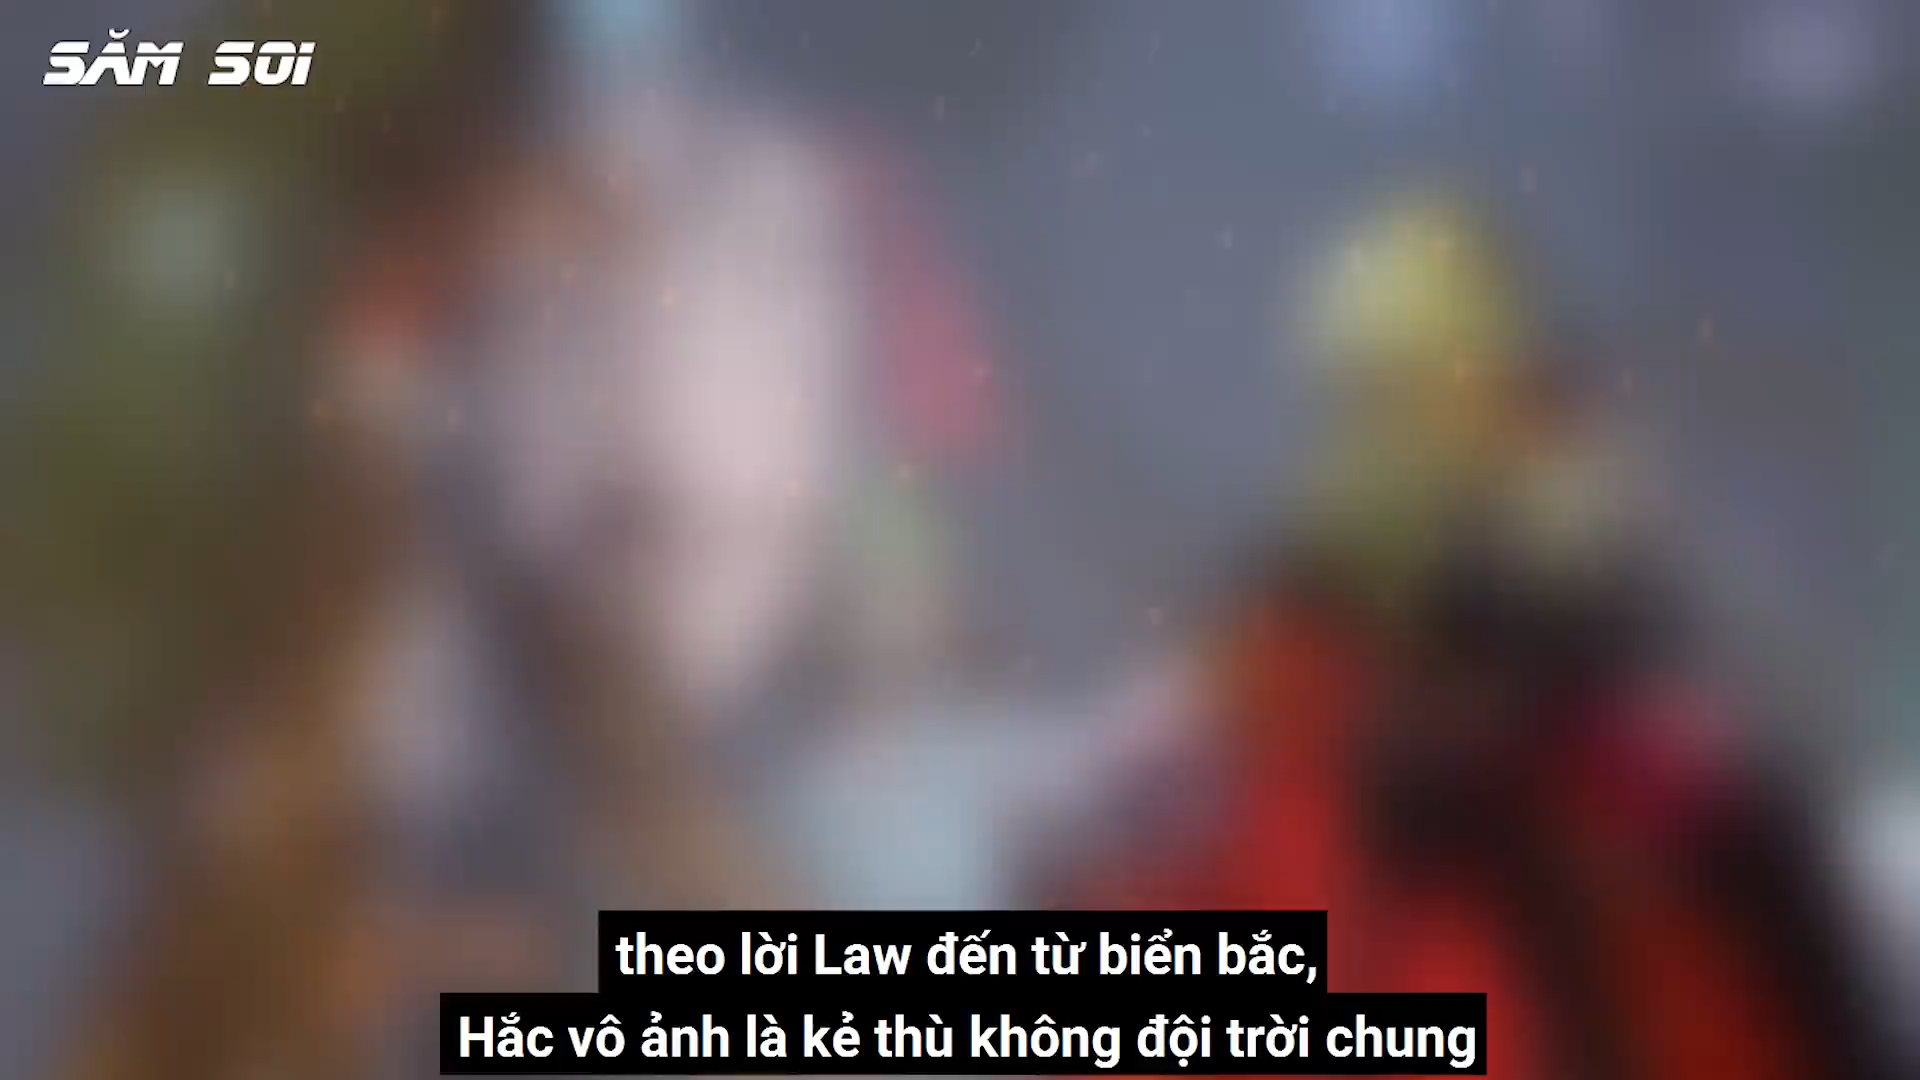 SĂM SOI
theo lời Law đến từ biển bắc,
Hắc vô ảnh là kẻ thù không đội trời chung